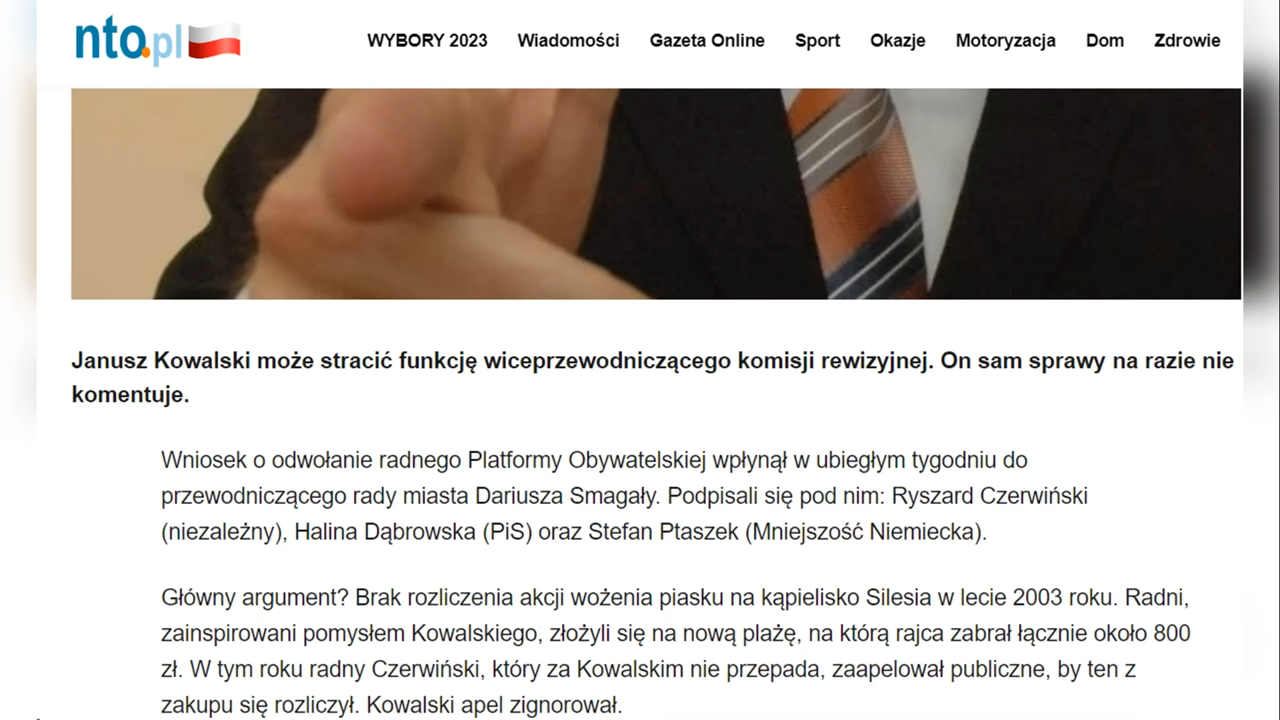 nto.pl
WYBORY 2023 Wiadomości Gazeta Online Sport Okazje Motoryzacja Dom Zdrowie
Janusz Kowalski może stracić funkcję wiceprzewodniczącego komisji rewizyjnej. On sam sprawy na razie nie
komentuje.
Wniosek o odwołanie radnego Platformy Obywatelskiej wpłynął w ubiegłym tygodniu do
przewodniczącego rady miasta Dariusza Smagały. Podpisali się pod nim: Ryszard Czerwiński
(niezależny), Halina Dąbrowska (PiS) oraz Stefan Ptaszek (Mniejszość Niemiecka).
Główny argument? Brak rozliczenia akcji wożenia piasku na kąpielisko Silesia w lecie 2003 roku. Radni,
zainspirowani pomysłem Kowalskiego, złożyli się na nową plażę, na którą rajca zabrał łącznie około 800
zł. W tym roku radny Czerwiński, który za Kowalskim nie przepada, zaapelował publiczne, by ten z
zakupu się rozliczył. Kowalski apel zignorował.